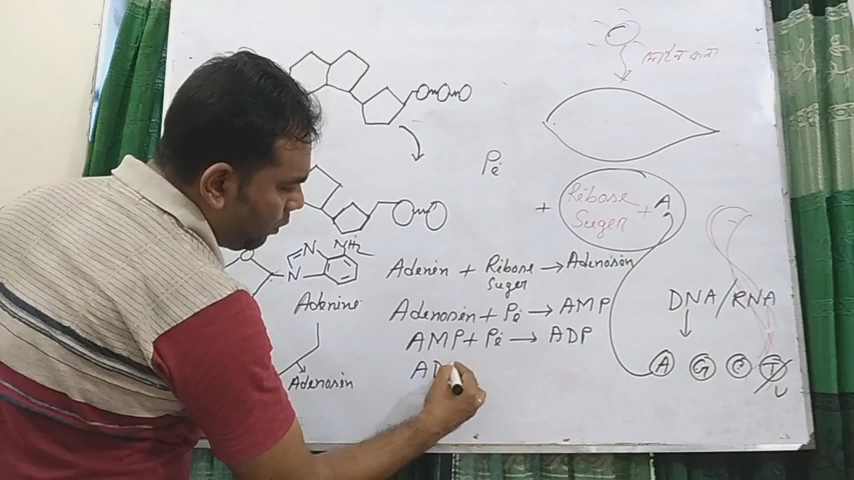 Pi
Ribose
Suger + A
+
NH2
N
N
Adenine
Adenosin
Adenin + Ribose Suger → Adenosin
Adenosin + Pi → AMP
AMP + Pi → ADP
AD
DNA/RNA
A G C T
U